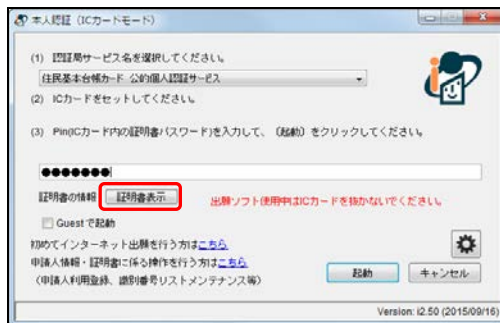 本人認証 (ICカードモード)
(1) 認証局サービス名を選択してください。
住民基本台帳カード 公的個人認証サービス
(2) ICカードをセットしてください。
(3) Pin(ICカード内の証明書パスワード)を入力して、(起動) をクリックしてください。
●●●●●●●
証明書の情報 証明書表示 出願ソフト使用中はICカードを抜かないでください。
Guestで起動
初めてインターネット出願を行う方はこちら
申請人情報・証明書に係る操作を行う方はこちら
(申請人利用登録、識別番号リストメンテナンス等)
起動 キャンセル
Version: i2.50 (2015/09/16)